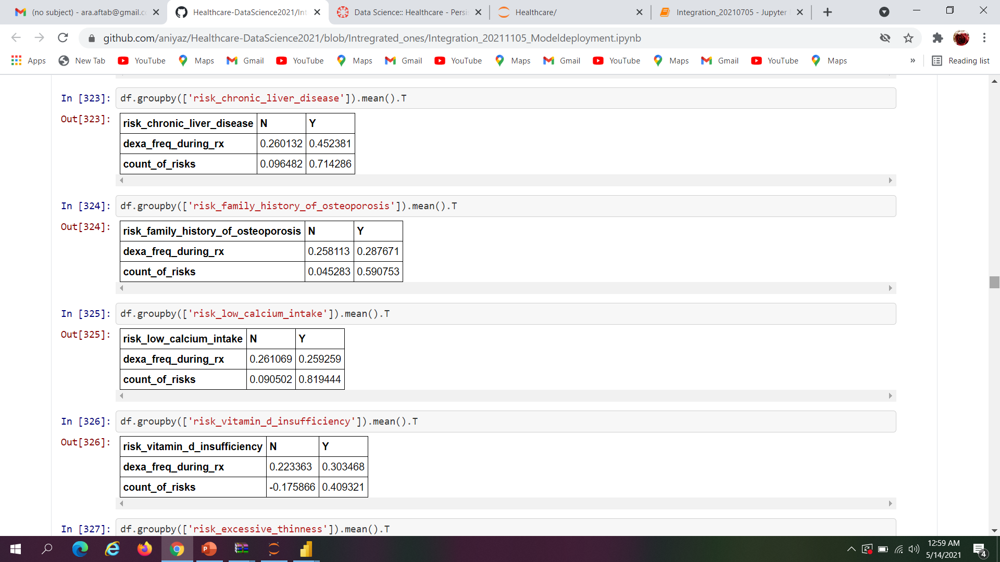 (no subject) - ara.aftab@gmail.c
Healthcare-DataScience2021/Int
Data Science:: Healthcare - Persi
Healthcare/
Integration_20210705 - Jupyter
github.com/aniyaz/Healthcare-DataScience2021/blob/Intregrated_ones/Integration_20211105_Modeldeployment.ipynb
Apps New Tab YouTube Maps Gmail YouTube Maps Gmail YouTube Maps Gmail YouTube Maps Gmail YouTube Maps » Reading list
In [323]: df.groupby(['risk_chronic_liver_disease']).mean().T
Out[323]:
risk_chronic_liver_disease N Y
dexa_freq_during_rx 0.260132 0.452381
count_of_risks 0.096482 0.714286
In [324]: df.groupby(['risk_family_history_of_osteoporosis']).mean().T
Out[324]:
risk_family_history_of_osteoporosis N Y
dexa_freq_during_rx 0.258113 0.287671
count_of_risks 0.045283 0.590753
In [325]: df.groupby(['risk_low_calcium_intake']).mean().T
Out[325]:
risk_low_calcium_intake N Y
dexa_freq_during_rx 0.261069 0.259259
count_of_risks 0.090502 0.819444
In [326]: df.groupby(['risk_vitamin_d_insufficiency']).mean().T
Out[326]:
risk_vitamin_d_insufficiency N Y
dexa_freq_during_rx 0.223363 0.303468
count_of_risks -0.175866 0.409321
In [327]: df.groupby(['risk_excessive_thinness']).mean().T
12:59 AM
5/14/2021
4